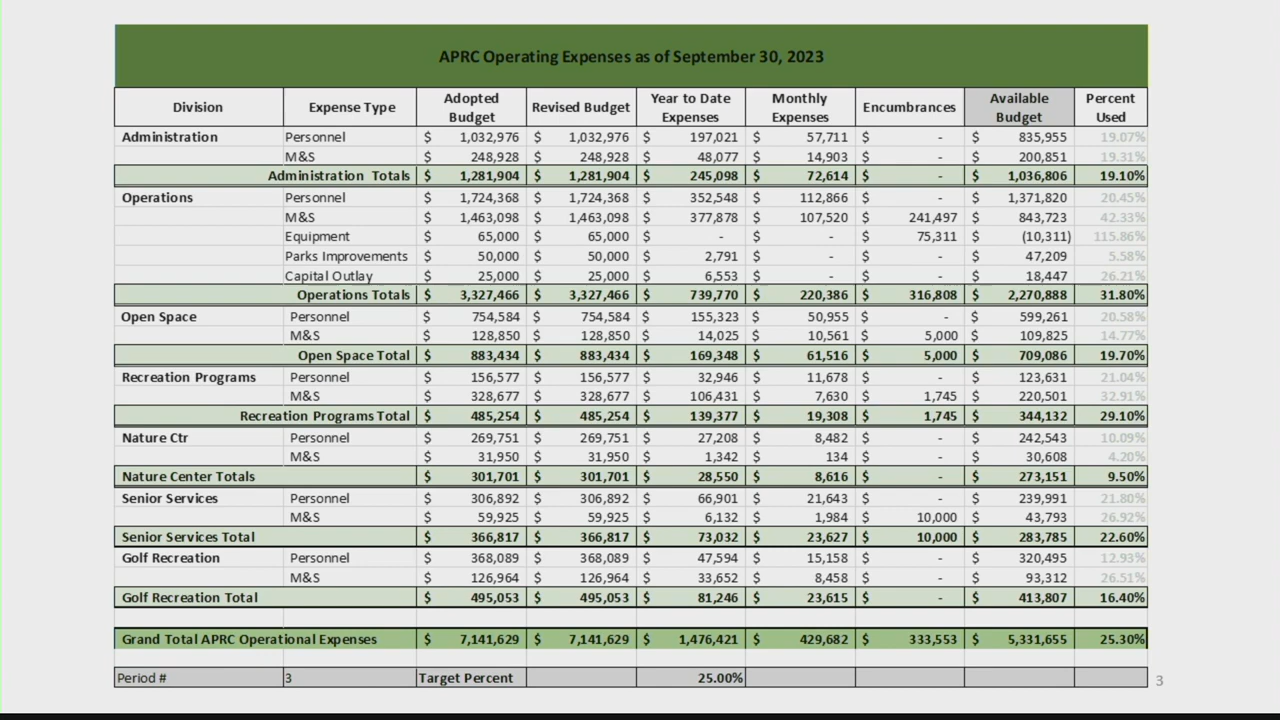 APRC Operating Expenses as of September 30, 2023
Division Expense Type Adopted Budget Revised Budget Year to Date Expenses Monthly Expenses Encumbrances Available Budget Percent Used
Administration Personnel $ 1,032,976 $ 1,032,976 $ 197,021 $ 57,711 $ - $ 835,955 19.07%
M&S $ 248,928 $ 248,928 $ 48,077 $ 14,903 $ - $ 200,851 19.31%
Administration Totals $ 1,281,904 $ 1,281,904 $ 245,098 $ 72,614 $ - $ 1,036,806 19.10%
Operations Personnel $ 1,724,368 $ 1,724,368 $ 352,548 $ 112,866 $ - $ 1,371,820 20.45%
M&S $ 1,463,098 $ 1,463,098 $ 377,878 $ 107,520 $ 241,497 $ 843,723 42.33%
Equipment $ 65,000 $ 65,000 $ - $ - $ 75,311 $ (10,311) 115.86%
Parks Improvements $ 50,000 $ 50,000 $ 2,791 $ - $ - $ 47,209 5.58%
Capital Outlay $ 25,000 $ 25,000 $ 6,553 $ - $ - $ 18,447 26.21%
Operations Totals $ 3,327,466 $ 3,327,466 $ 739,770 $ 220,386 $ 316,808 $ 2,270,888 31.80%
Open Space Personnel $ 754,584 $ 754,584 $ 155,323 $ 50,955 $ - $ 599,261 20.58%
M&S $ 128,850 $ 128,850 $ 14,025 $ 10,561 $ 5,000 $ 109,825 14.77%
Open Space Total $ 883,434 $ 883,434 $ 169,348 $ 61,516 $ 5,000 $ 709,086 19.70%
Recreation Programs Personnel $ 156,577 $ 156,577 $ 32,946 $ 11,678 $ - $ 123,631 21.04%
M&S $ 328,677 $ 328,677 $ 106,431 $ 7,630 $ 1,745 $ 220,501 32.91%
Recreation Programs Total $ 485,254 $ 485,254 $ 139,377 $ 19,308 $ 1,745 $ 344,132 29.10%
Nature Ctr Personnel $ 269,751 $ 269,751 $ 27,208 $ 8,482 $ - $ 242,543 10.09%
M&S $ 31,950 $ 31,950 $ 1,342 $ 134 $ - $ 30,608 4.20%
Nature Center Totals $ 301,701 $ 301,701 $ 28,550 $ 8,616 $ - $ 273,151 9.50%
Senior Services Personnel $ 306,892 $ 306,892 $ 66,901 $ 21,643 $ - $ 239,991 21.80%
M&S $ 59,925 $ 59,925 $ 6,132 $ 1,984 $ 10,000 $ 43,793 26.92%
Senior Services Total $ 366,817 $ 366,817 $ 73,032 $ 23,627 $ 10,000 $ 283,785 22.60%
Golf Recreation Personnel $ 368,089 $ 368,089 $ 47,594 $ 15,158 $ - $ 320,495 12.93%
M&S $ 126,964 $ 126,964 $ 33,652 $ 8,458 $ - $ 93,312 26.51%
Golf Recreation Total $ 495,053 $ 495,053 $ 81,246 $ 23,615 $ - $ 413,807 16.40%
Grand Total APRC Operational Expenses $ 7,141,629 $ 7,141,629 $ 1,476,421 $ 429,682 $ 333,553 $ 5,331,655 25.30%
Period # 3 Target Percent 25.00%
3